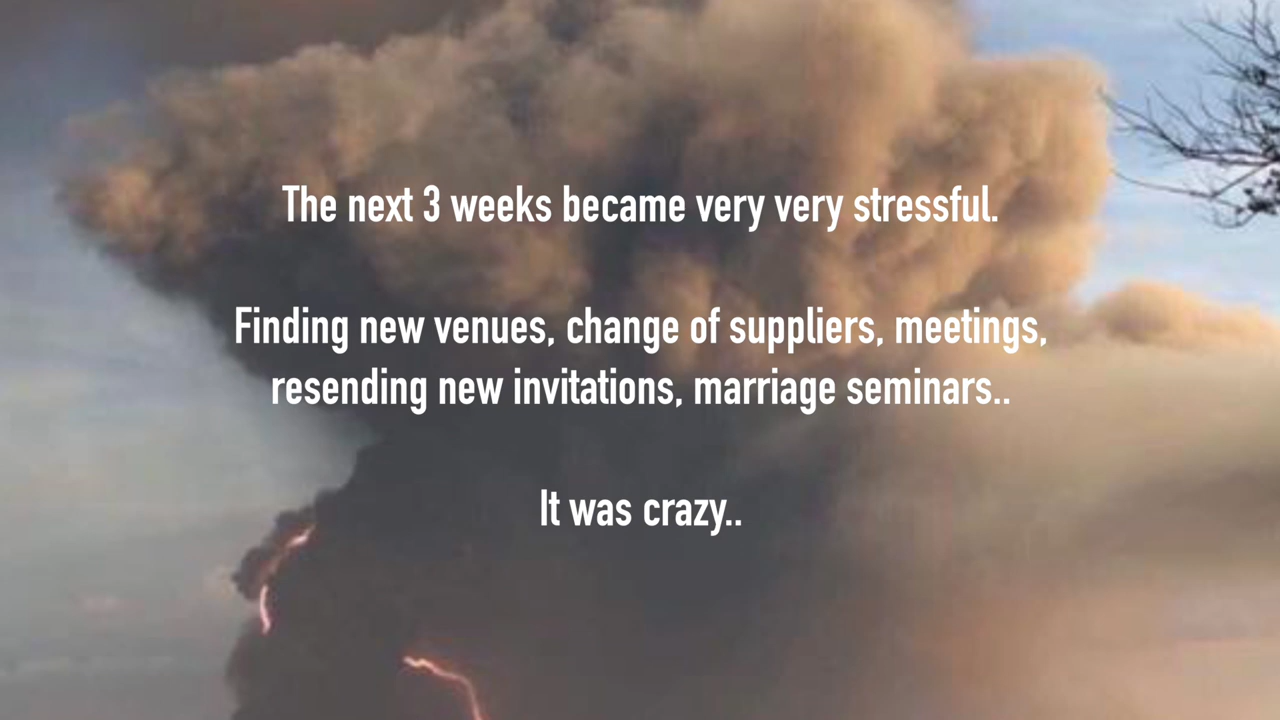 The next 3 weeks became very very stressful.
Finding new venues, change of suppliers, meetings,
resending new invitations, marriage seminars..
It was crazy..